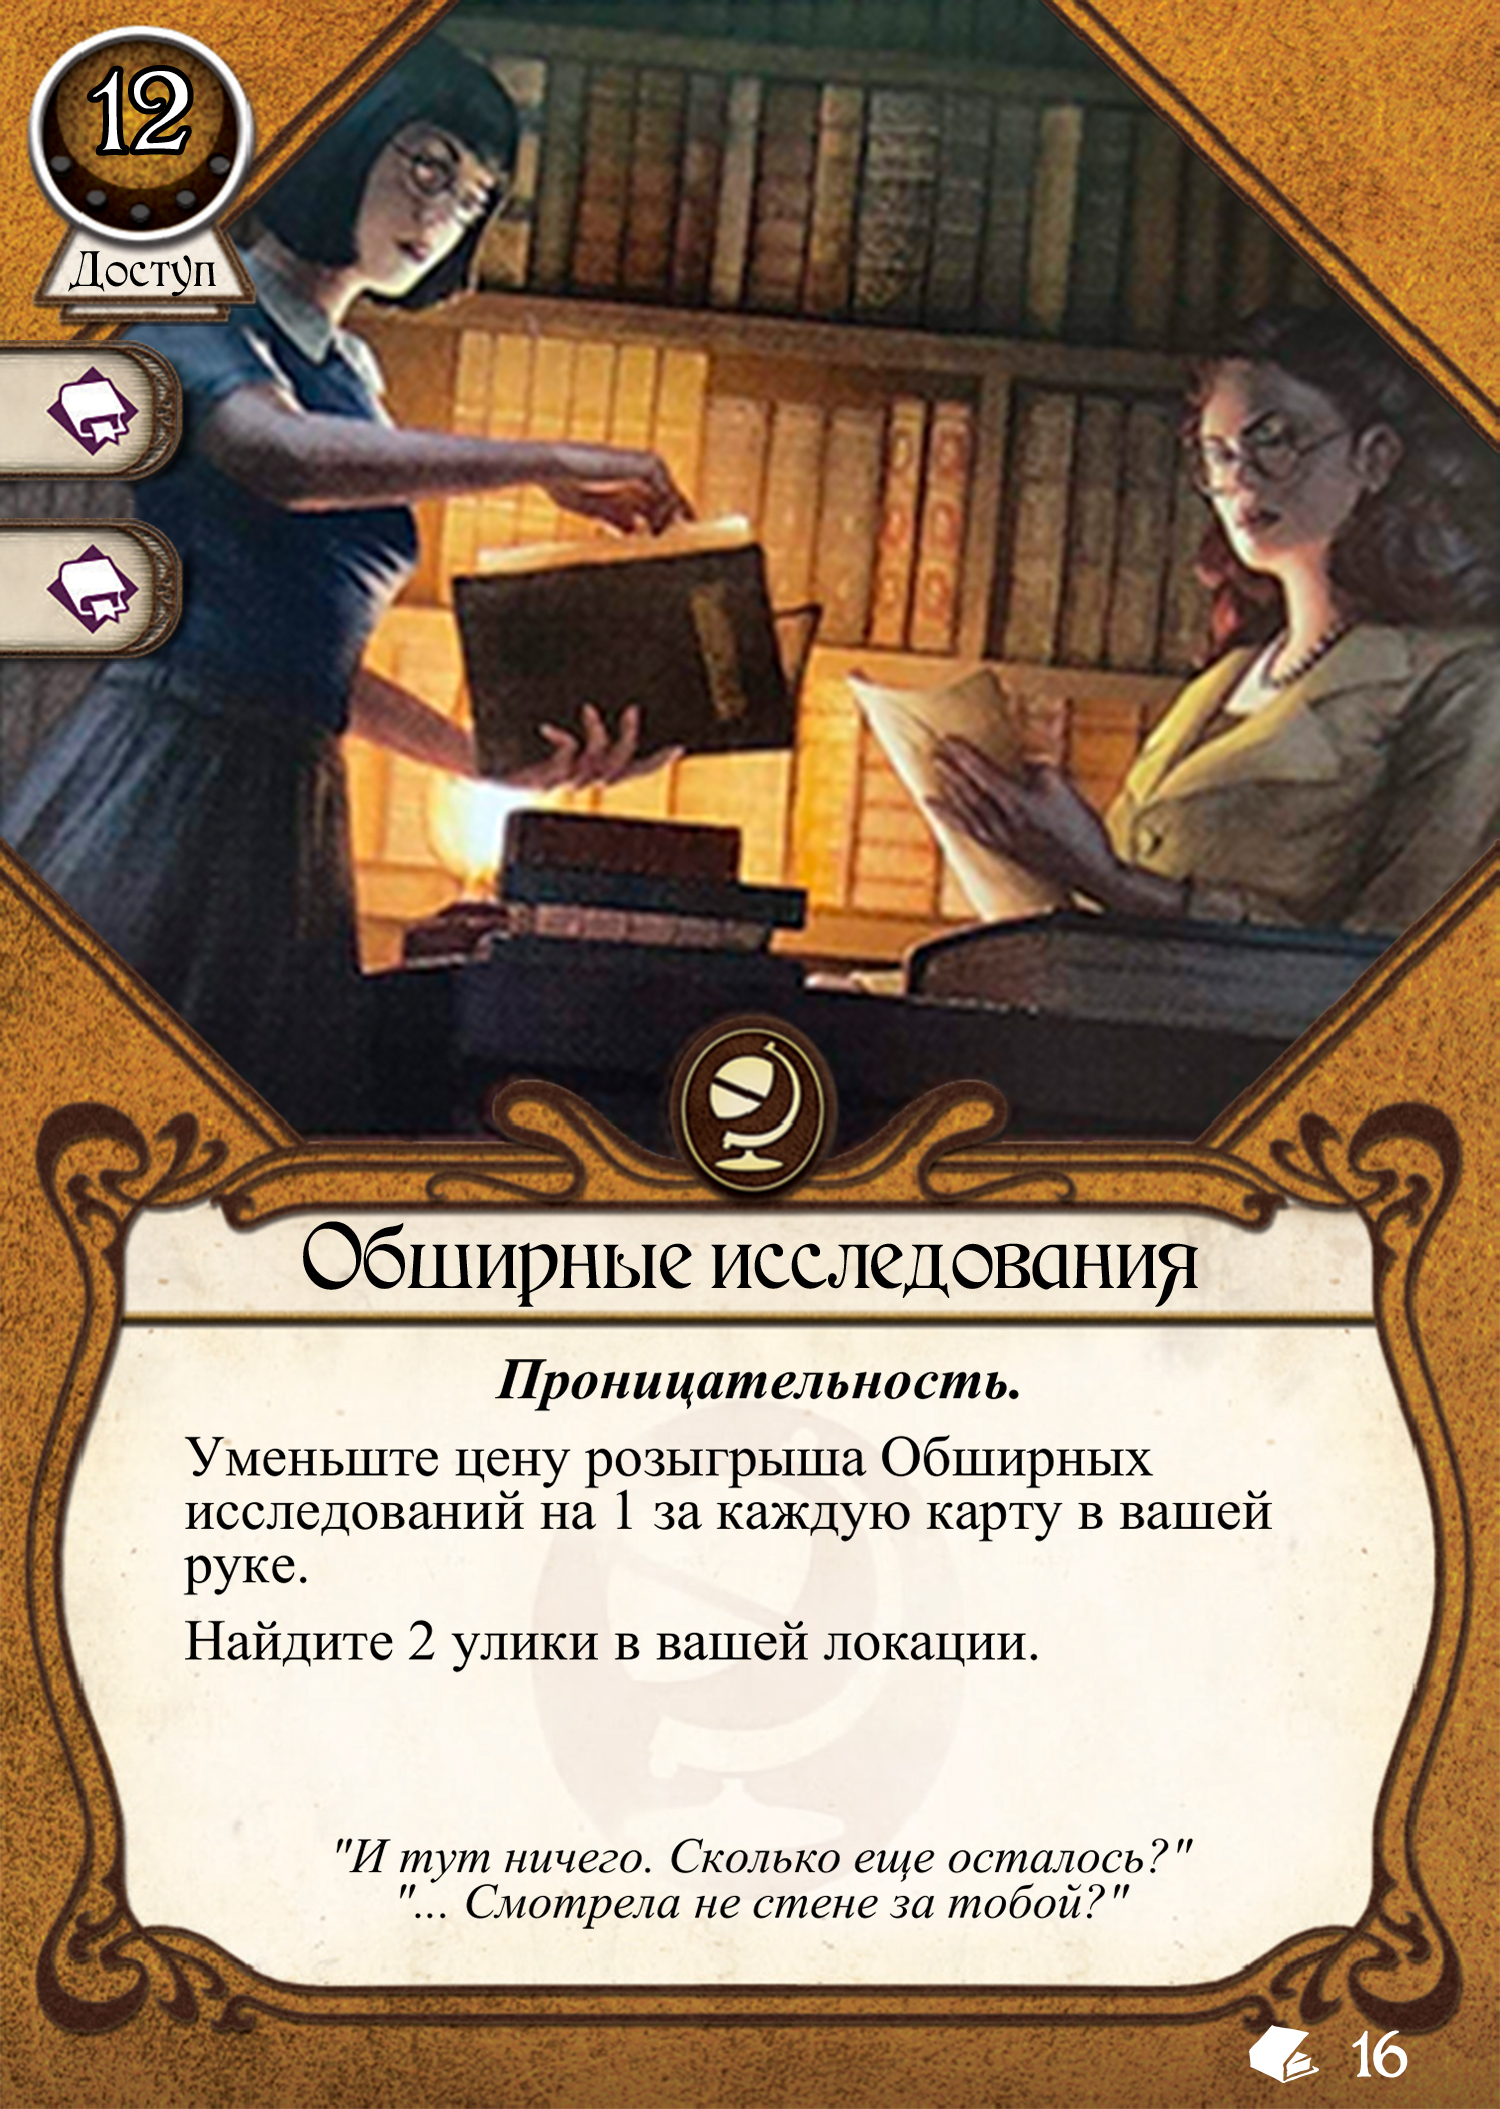 12
Доступ
Обширные исследования
Проницательность.
Уменьште цену розыгрыша Обширных
исследований на 1 за каждую карту в вашей
руке.
Найдите 2 улики в вашей локации.
"И тут ничего. Сколько еще осталось?"
"... Смотрела не стене за тобой?"
16